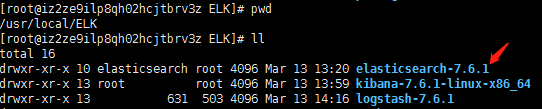 [root@iz2ze9ilp8qh02hcjtbrv3z ELK]# pwd
/usr/local/ELK
[root@iz2ze9ilp8qh02hcjtbrv3z ELK]# ll
total 16
drwxr-xr-x 10 elasticsearch root 4096 Mar 13 13:20 elasticsearch-7.6.1
drwxr-xr-x 13 root          root 4096 Mar 13 13:59 kibana-7.6.1-linux-x86_64
drwxr-xr-x 13           631  503 4096 Mar 13 14:16 logstash-7.6.1